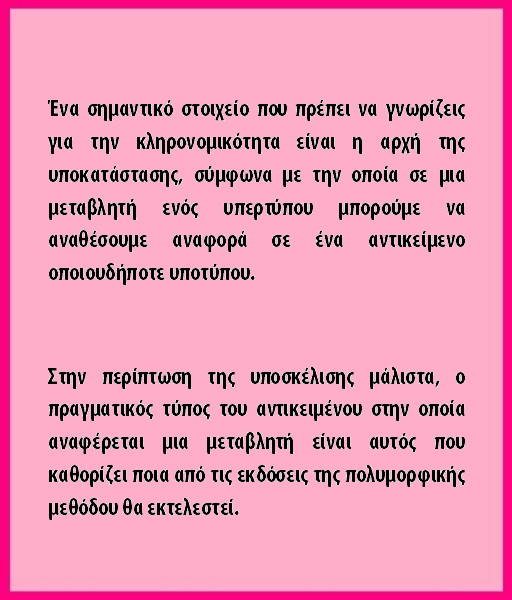 Ένα σημαντικό στοιχείο που πρέπει να γνωρίζεις
για την κληρονομικότητα είναι η αρχή της
υποκατάστασης, σύμφωνα με την οποία σε μια
μεταβλητή ενός υπερτύπου μπορούμε να
αναθέσουμε αναφορά σε ένα αντικείμενο
οποιουδήποτε υποτύπου.
Στην περίπτωση της υποσκέλισης μάλιστα, ο
πραγματικός τύπος του αντικειμένου στην οποία
αναφέρεται μια μεταβλητή είναι αυτός που
καθορίζει ποια από τις εκδόσεις της πολυμορφικής
μεθόδου θα εκτελεστεί.